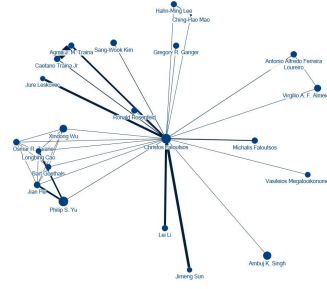 Hahn-Ming Lee
Ching-Hao Mao
Sang-Wook Kim
Agma J. M. Traina
Gregory R. Ganger
Caetano Traina Jr.
Antonio Alfredo Ferreira
Loureiro
Jure Leskovec
Virgilio A. F. Almei
Ronald Rosenfeld
Xindong Wu
Christos Faloutsos
Michalis Faloutsos
Osmar R.
Longbing Cao
Bart Goethals
Vasileios Megalooikonomo
Jian Pei
Philip S. Yu
Lei Li
Ambuj K. Singh
Jimeng Sun